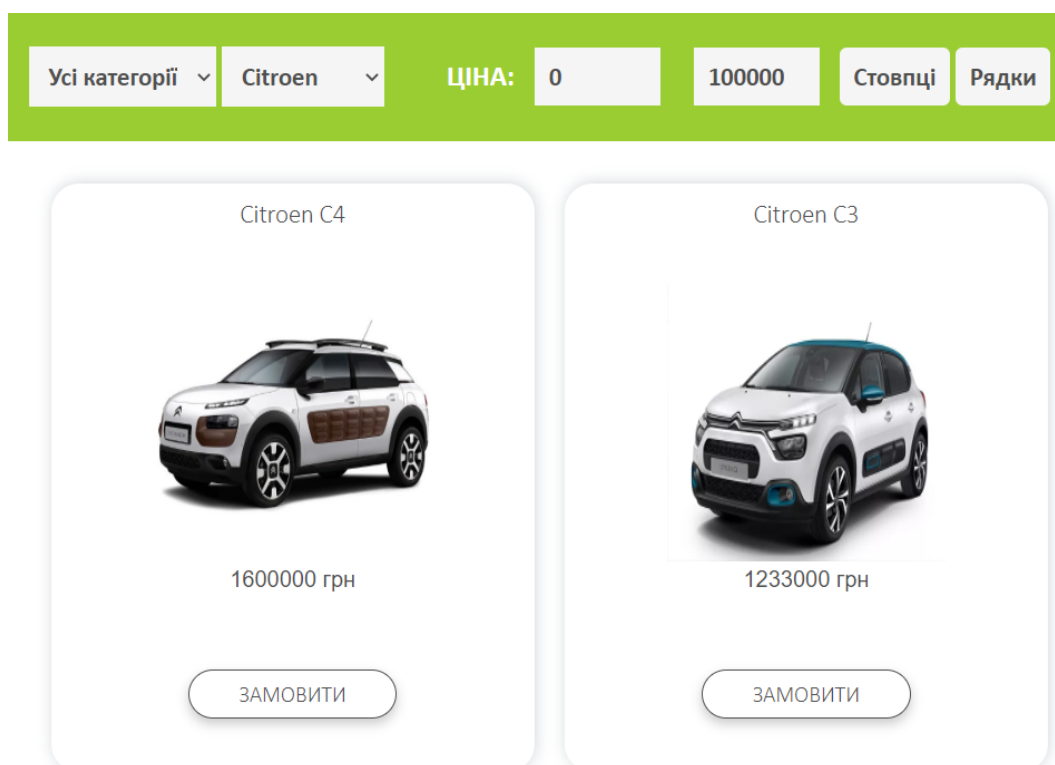 Усі категорії Citroen ЦІНА: 0 100000 Стовпці Рядки
Citroen C4 Citroen C3
1600000 грн 1233000 грн
ЗАМОВИТИ ЗАМОВИТИ